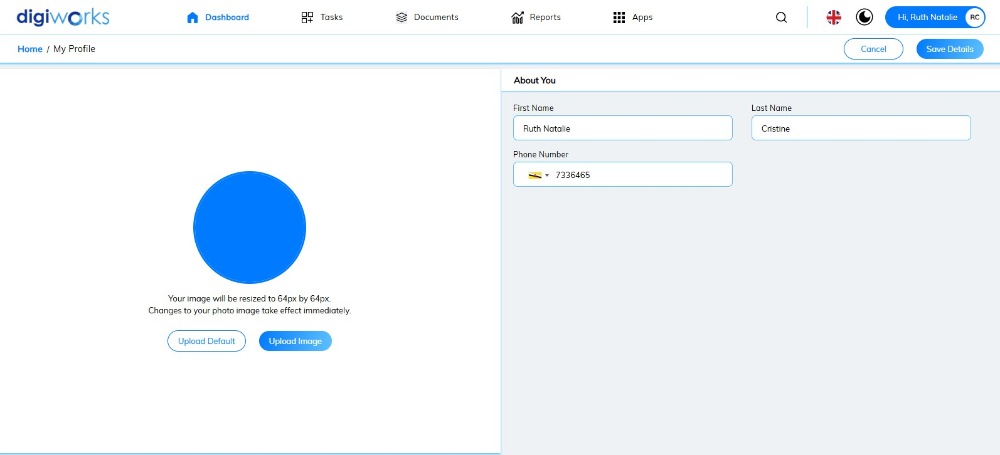 digiworks
Dashboard
Tasks
Documents
Reports
Apps
Hi, Ruth Natalie
RC
Home / My Profile
Cancel
Save Details
Your image will be resized to 64px by 64px.
Changes to your photo image take effect immediately.
Upload Default
Upload Image
About You
First Name
Last Name
Ruth Natalie
Cristine
Phone Number
7336465